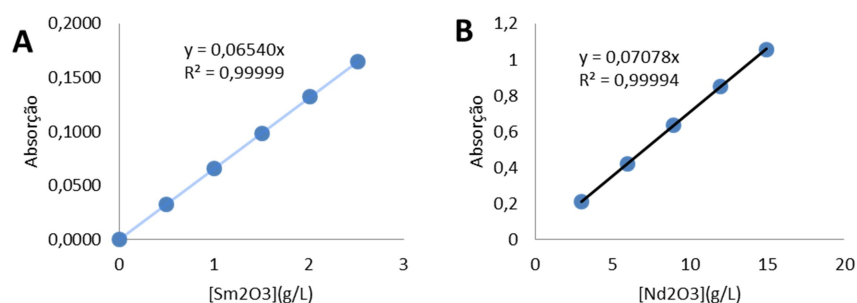 A
0,2000
0,1500
0,1000
0,0500
0,0000
Absorção
y = 0,06540x
R² = 0,99999
0
1
2
3
[Sm2O3](g/L)
B
1,2
1
0,8
0,6
0,4
0,2
0
Absorção
y = 0,07078x
R² = 0,99994
0
5
10
15
20
[Nd2O3](g/L)